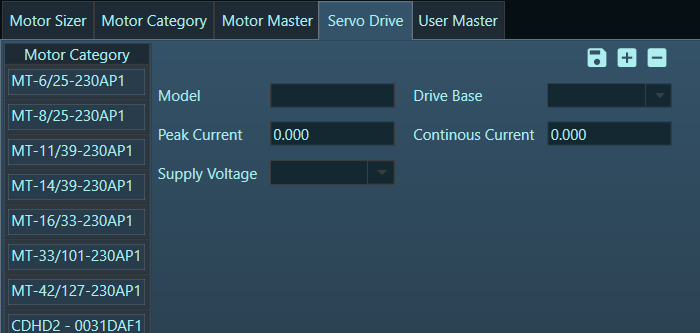 Motor Sizer Motor Category Motor Master Servo Drive User Master
Motor Category
MT-6/25-230AP1
MT-8/25-230AP1
MT-11/39-230AP1
MT-14/39-230AP1
MT-16/33-230AP1
MT-33/101-230AP1
MT-42/127-230AP1
CDHD2 - 0031DAF1
Model Drive Base
Peak Current 0.000 Continous Current 0.000
Supply Voltage